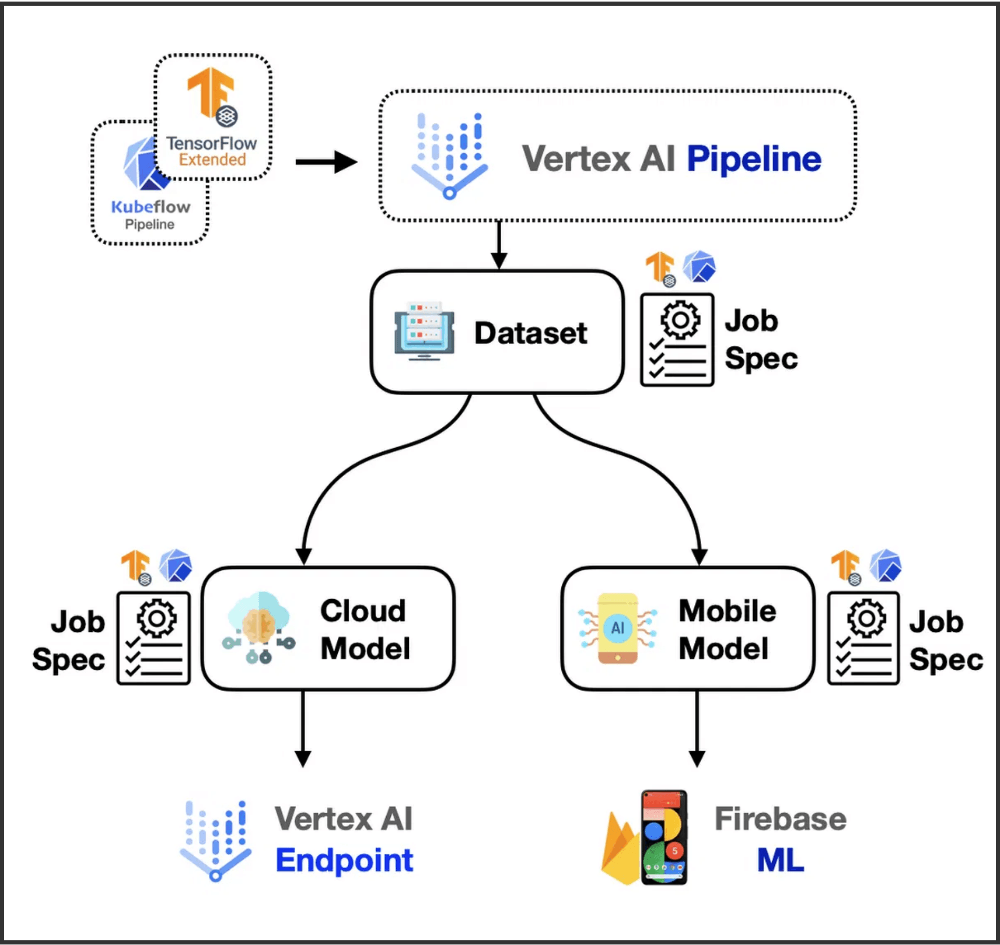 TensorFlow
Extended
Kubeflow
Pipeline
Vertex AI Pipeline
Dataset
Job
Spec
Job
Spec
Cloud
Model
AI
Mobile
Model
Job
Spec
Vertex AI
Endpoint
5
Firebase
ML